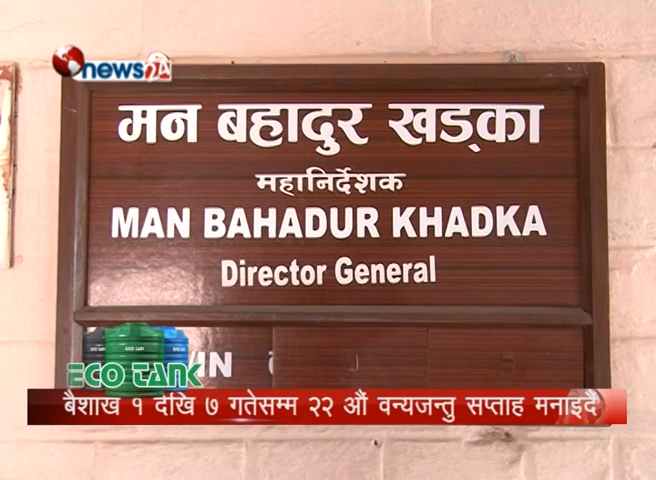 news24
मन बहादुर खड्का
महानिर्देशक
MAN BAHADUR KHADKA
Director General
IN
ECO TANK
बैशाख १ देखि ७ गतेसम्म २२ औं वन्यजन्तु सप्ताह मनाइदै